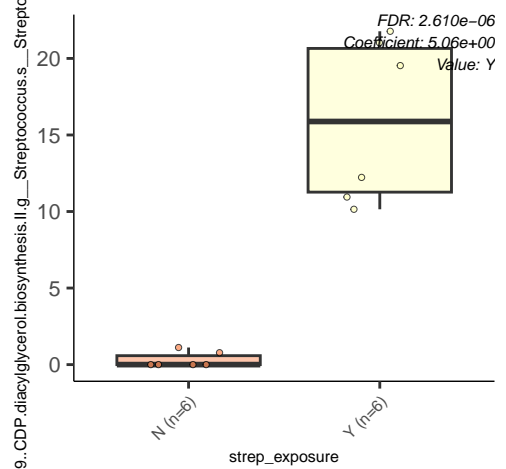 FDR: 2.610e−06
Coefficient: 5.06e+00
Value: Y
9..CDP.diacylglycerol.biosynthesis.II.g__Streptococcus.s__Strepto
20
15
10
5
0
N (n=6)
Y (n=6)
strep_exposure